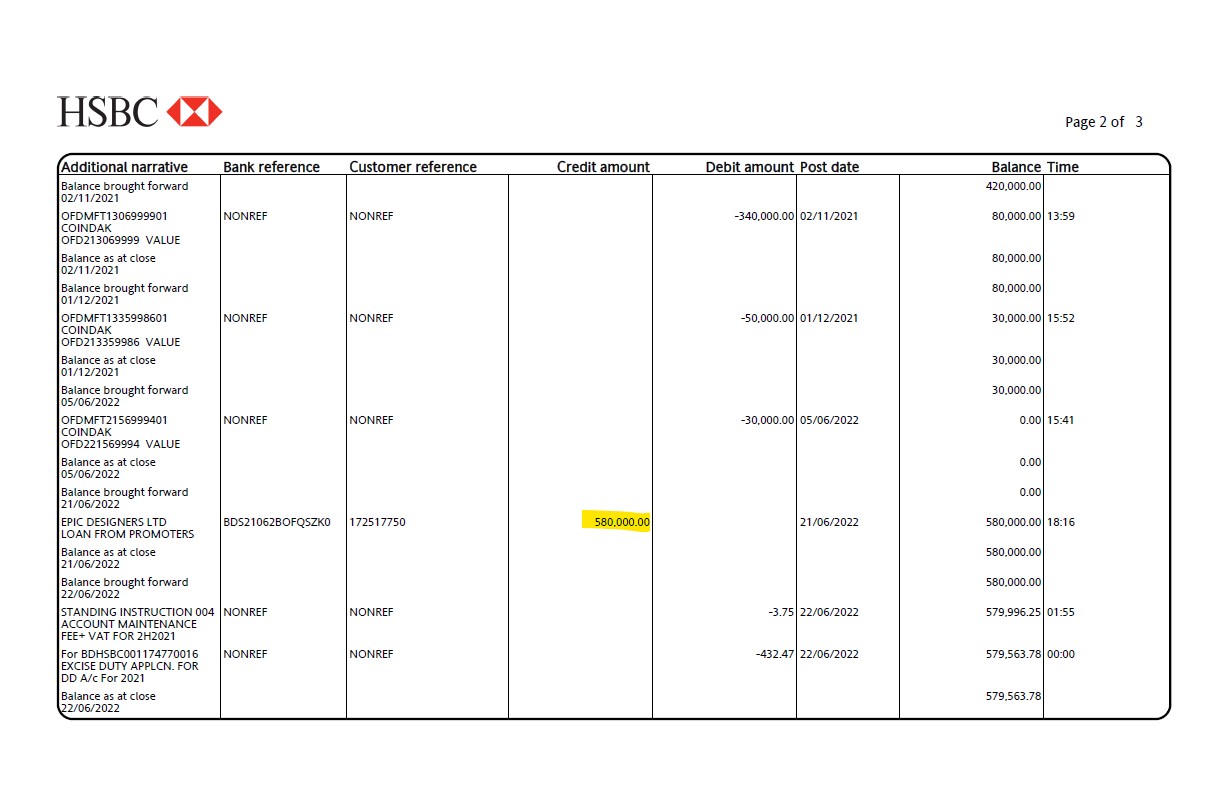 HSBC
Page 2 of 3
Additional narrative Bank reference Customer reference Credit amount Debit amount Post date Balance Time
Balance brought forward 420,000.00
02/11/2021
OFDMFT1306999901 NONREF NONREF -340,000.00 02/11/2021 80,000.00 13:59
COINDAK
OFD213069999 VALUE
Balance as at close 80,000.00
02/11/2021
Balance brought forward 80,000.00
01/12/2021
OFDMFT1335998601 NONREF NONREF -50,000.00 01/12/2021 30,000.00 15:52
COINDAK
OFD213359986 VALUE
Balance as at close 30,000.00
01/12/2021
Balance brought forward 30,000.00
05/06/2022
OFDMFT2156999401 NONREF NONREF -30,000.00 05/06/2022 0.00 15:41
COINDAK
OFD221569994 VALUE
Balance as at close 0.00
05/06/2022
Balance brought forward 0.00
21/06/2022
EPIC DESIGNERS LTD BDS21062BOFQSZK0 172517750 580,000.00 21/06/2022 580,000.00 18:16
LOAN FROM PROMOTERS
Balance as at close 580,000.00
21/06/2022
Balance brought forward 580,000.00
22/06/2022
STANDING INSTRUCTION 004 NONREF NONREF -3.75 22/06/2022 579,996.25 01:55
ACCOUNT MAINTENANCE
FEE+ VAT FOR 2H2021
For BDHSBC001174770016 NONREF NONREF -432.47 22/06/2022 579,563.78 00:00
EXCISE DUTY APPLCN. FOR
DD A/c For 2021
Balance as at close 579,563.78
22/06/2022